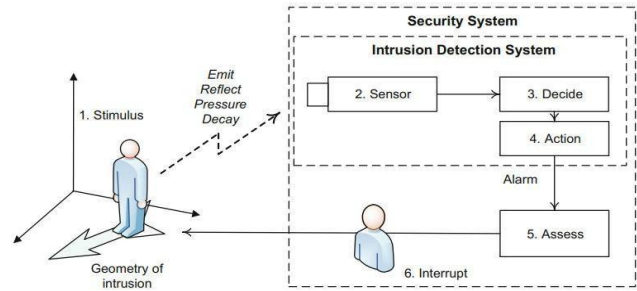 Security System
Intrusion Detection System
Emit
Reflect
Pressure
Decay
1. Stimulus
2. Sensor
3. Decide
4. Action
Alarm
5. Assess
6. Interrupt
Geometry of
intrusion